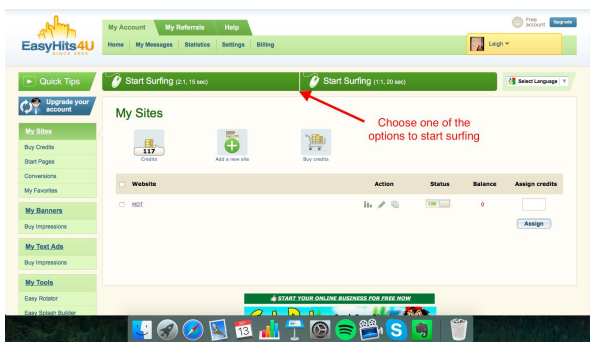 EasyHits4U
SINCE 2003
My Account
My Referrals
Help
Home
My Messages
Statistics
Settings
Billing
Free account
Upgrade
Leigh
Quick Tips
Start Surfing (2:1, 15 sec)
Start Surfing (1:1, 20 sec)
Select Language
Upgrade your
account
Choose one of the
options to start surfing
My Sites
My Sites
Buy Credits
Start Pages
Conversions
My Favorites
117
Credits
Add a new site
Buy credits
Website
Action
Status
Balance
Assign credits
MDT
ON
0
Assign
My Banners
Buy Impressions
My Text Ads
Buy Impressions
My Tools
Easy Rotator
Easy Splash Builder
START YOUR ONLINE BUSINESS FOR FREE NOW
13